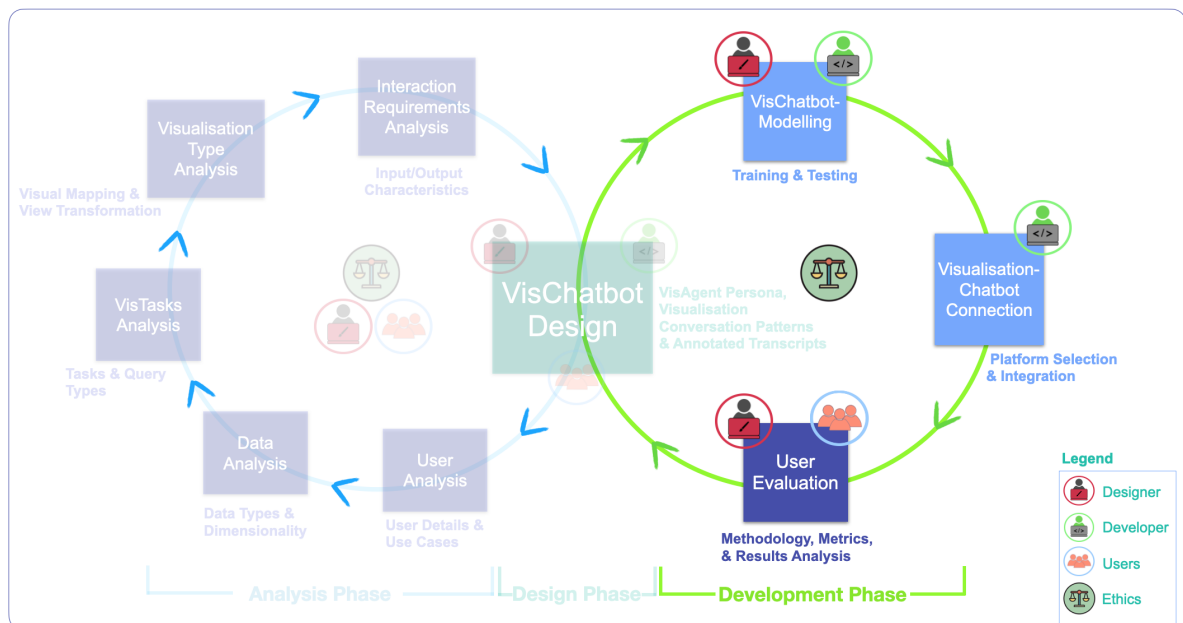 Interaction
Requirements
Analysis
Input/Output
Characteristics
Visualisation
Type
Analysis
Visual Mapping &
View Transformation
VisTasks
Analysis
Tasks & Query
Types
Data
Analysis
Data Types &
Dimensionality
User
Analysis
User Details &
Use Cases
VisChatbot
Design
VisAgent Persona,
Visualisation
Conversation Patterns
& Annotated Transcripts
VisChatbot-
Modelling
Training & Testing
Visualisation-
Chatbot
Connection
Platform Selection
& Integration
User
Evaluation
Methodology, Metrics,
& Results Analysis
Analysis Phase
Design Phase
Development Phase
Legend
Designer
Developer
Users
Ethics